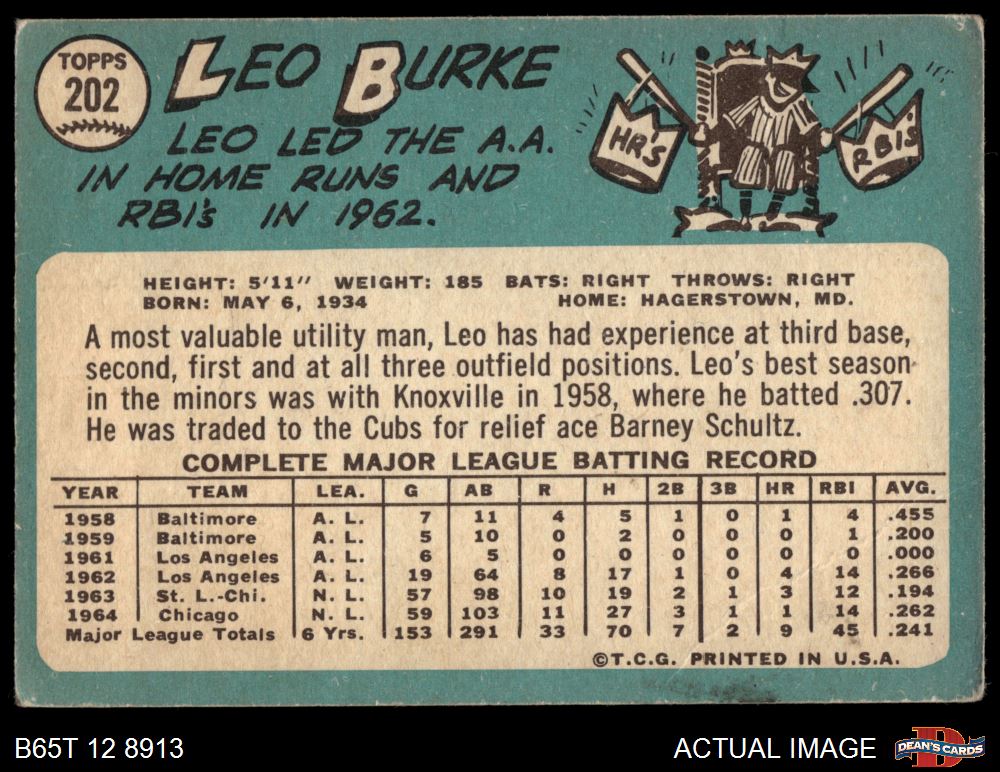 TOPPS
202
LEO BURKE
LEO LED THE A.A.
IN HOME RUNS AND
RBI's IN 1962.
HR'S
RBI'S
HEIGHT: 5'11" WEIGHT: 185 BATS: RIGHT THROWS: RIGHT
BORN: MAY 6, 1934 HOME: HAGERSTOWN, MD.
A most valuable utility man, Leo has had experience at third base,
second, first and at all three outfield positions. Leo's best season
in the minors was with Knoxville in 1958, where he batted .307.
He was traded to the Cubs for relief ace Barney Schultz.
COMPLETE MAJOR LEAGUE BATTING RECORD
YEAR TEAM LEA. G AB R H 2B 3B HR RBI AVG.
1958 Baltimore A. L. 7 11 4 5 1 0 1 4 .455
1959 Baltimore A. L. 5 10 0 2 0 0 0 1 .200
1961 Los Angeles A. L. 6 5 0 0 0 0 0 0 .000
1962 Los Angeles A. L. 19 64 8 17 1 0 4 14 .266
1963 St. L.-Chi. N. L. 57 98 10 19 2 1 3 12 .194
1964 Chicago N. L. 59 103 11 27 3 1 1 14 .262
Major League Totals 6 Yrs. 153 291 33 70 7 2 9 45 .241
©T.C.G. PRINTED IN U.S.A.
B65T 12 8913 ACTUAL IMAGE
D
DEAN'S CARDS